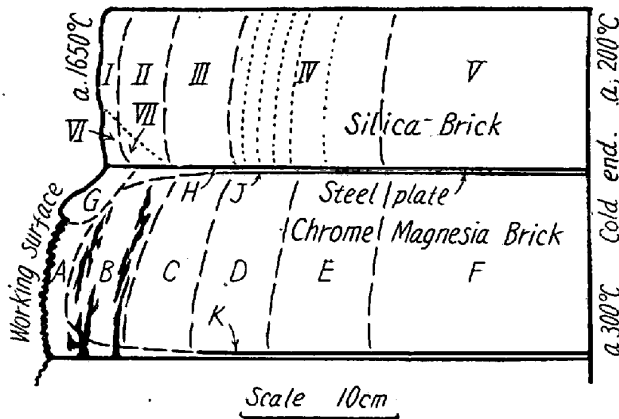 a. 1650°C
I II III IV V
VI VII
Silica Brick
a. 200°C
Cold end.
a 300°C
Working surface
G H J Steel plate
Chrome Magnesia Brick
A B C D E F
K
Scale 10cm